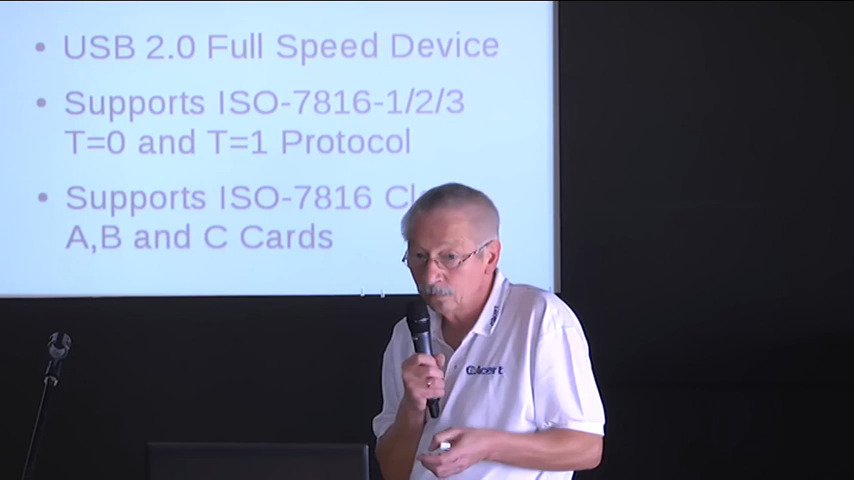 • USB 2.0 Full Speed Device
• Supports ISO-7816-1/2/3
T=0 and T=1 Protocol
• Supports ISO-7816
A,B and C Cards